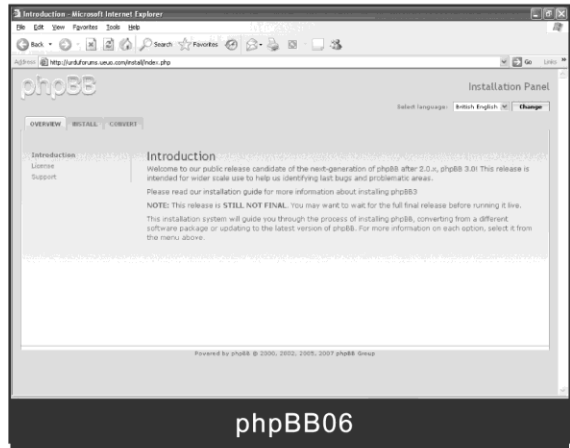 Introduction - Microsoft Internet Explorer
File Edit View Favorites Tools Help
Back Search Favorites
Address http://urduforums.ueuo.com/install/index.php Go Links »
phpBB
Installation Panel
Select language: British English Change
OVERVIEW INSTALL CONVERT
Introduction
License
Support
Introduction
Welcome to our public release candidate of the next-generation of phpBB after 2.0.x, phpBB 3.0! This release is
intended for wider scale use to help us identifying last bugs and problematic areas.
Please read our installation guide for more information about installing phpBB3
NOTE: This release is STILL NOT FINAL. You may want to wait for the full final release before running it live.
This installation system will guide you through the process of installing phpBB, converting from a different
software package or updating to the latest version of phpBB. For more information on each option, select it from
the menu above.
Powered by phpBB © 2000, 2002, 2005, 2007 phpBB Group
phpBB06